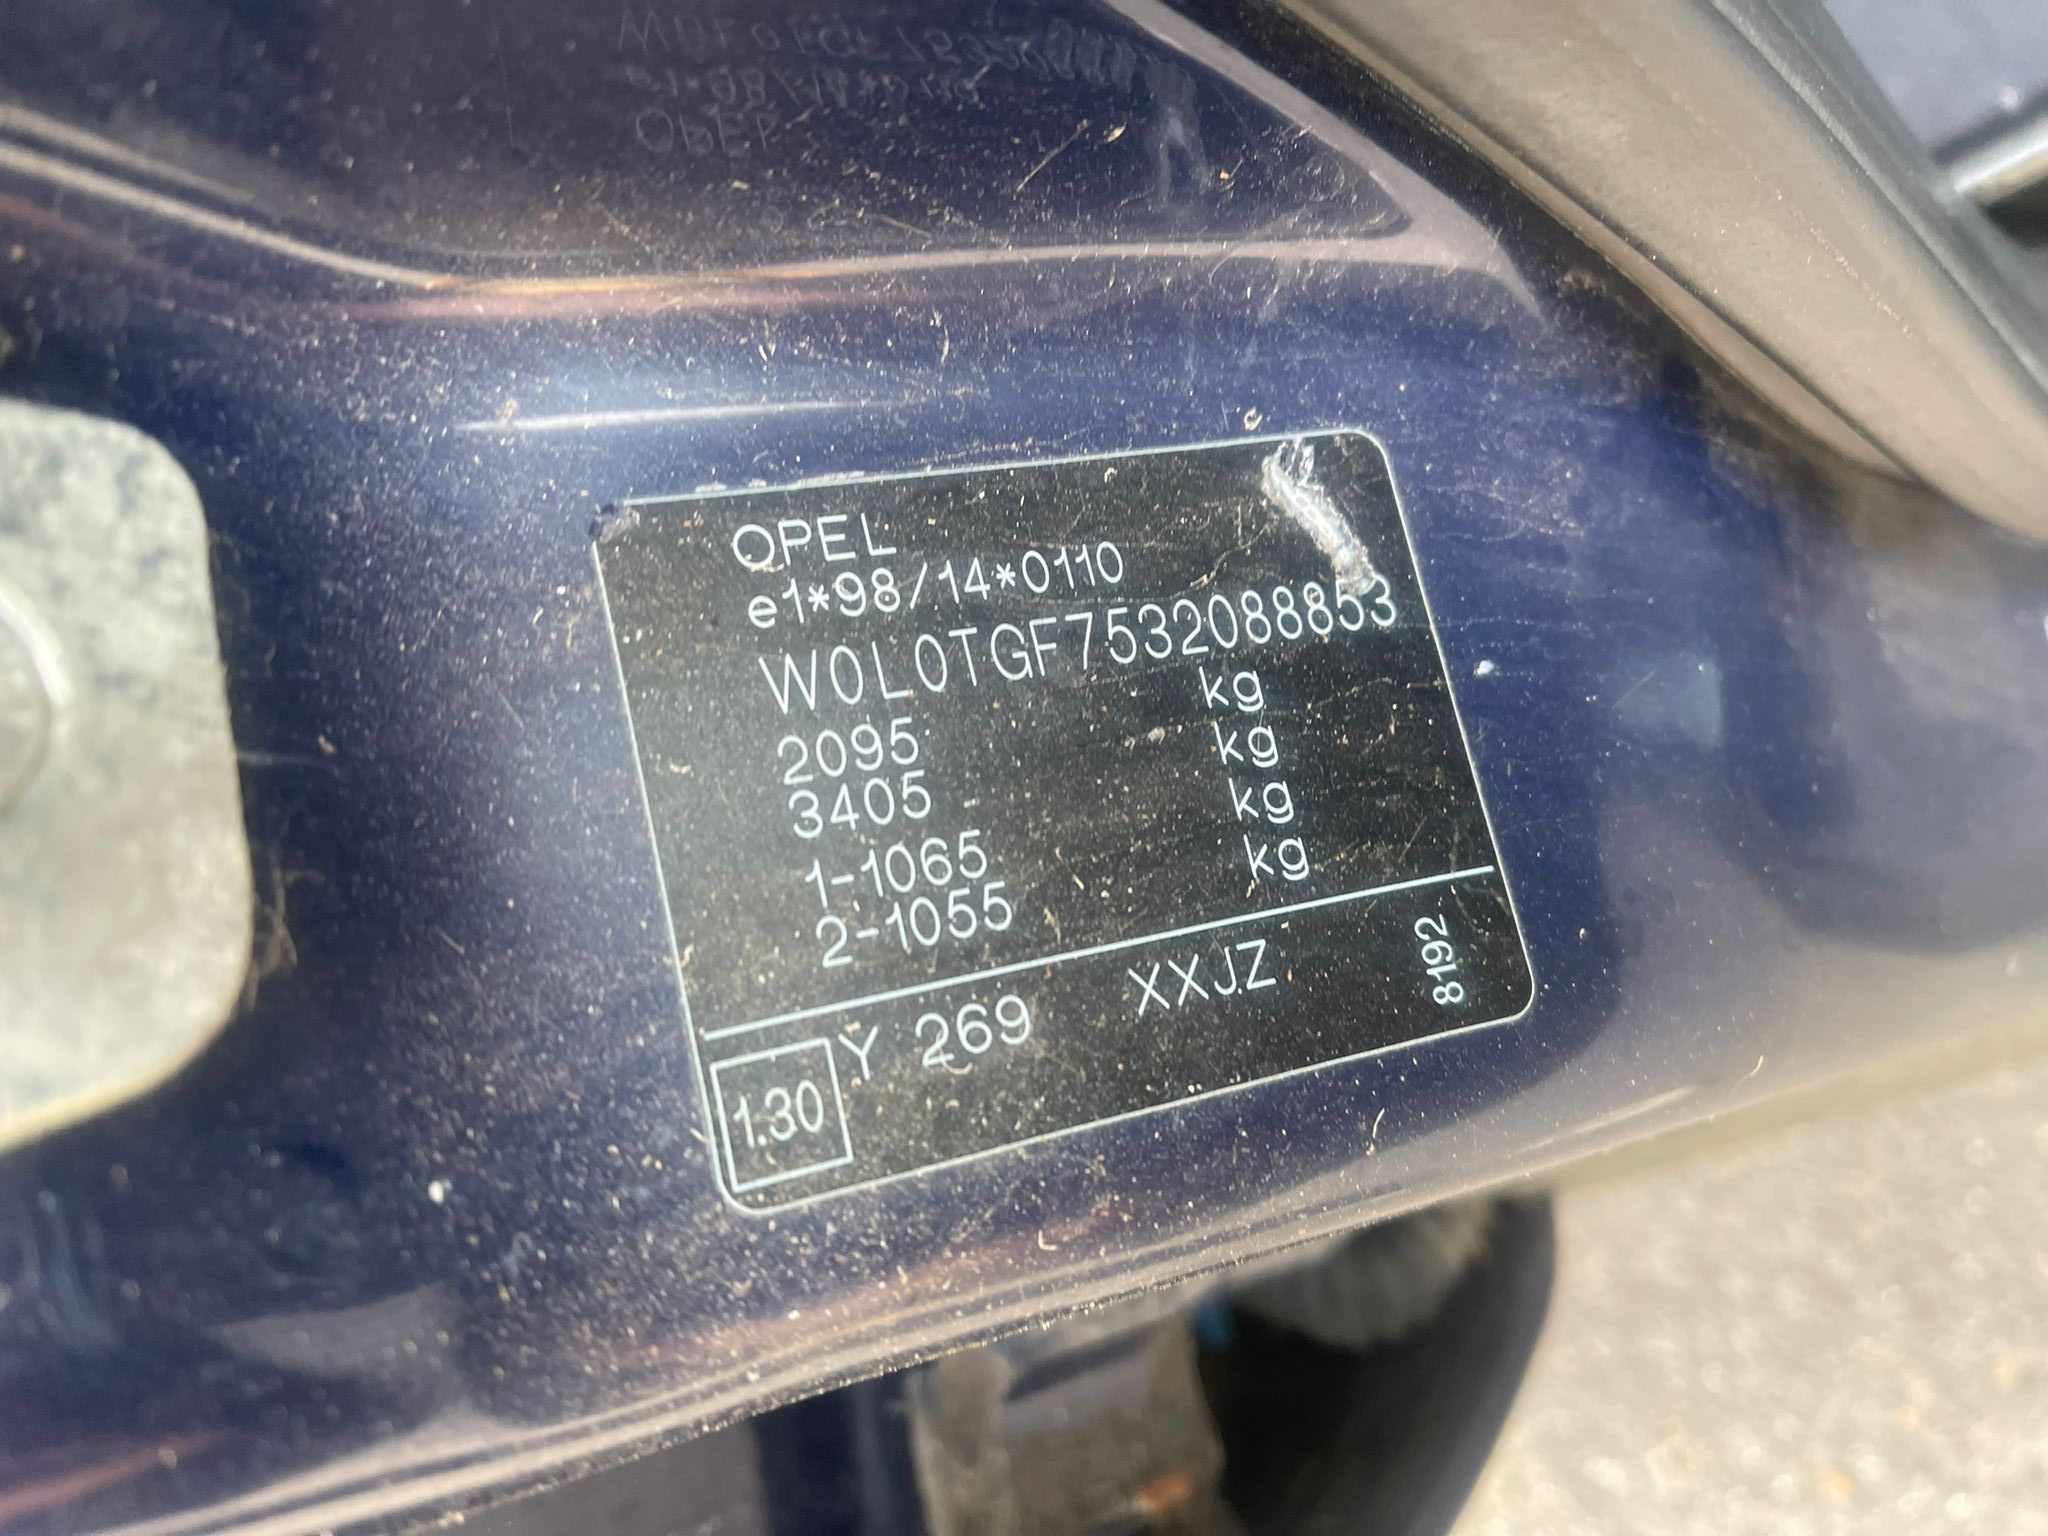 OPEL
e1*98/14*0110
W0L0TGF7532088853
2095 kg
3405 kg
1-1065 kg
2-1055 kg
1.30 Y 269 XXJZ 8192